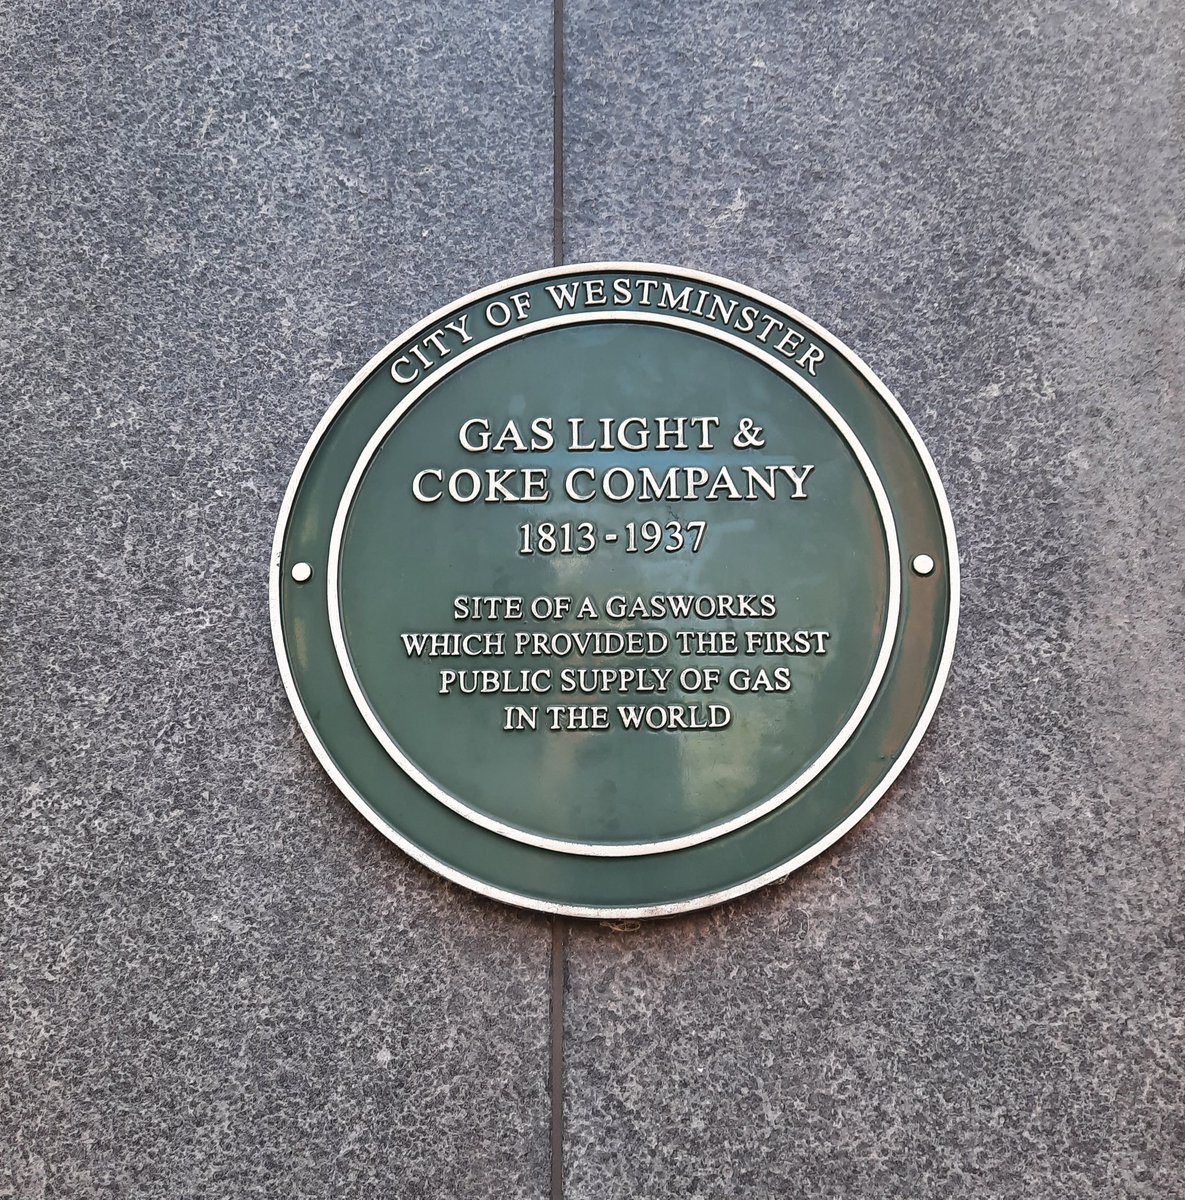 CITY OF WESTMINSTER
GAS LIGHT &
COKE COMPANY
1813-1937
SITE OF A GASWORKS
WHICH PROVIDED THE FIRST
PUBLIC SUPPLY OF GAS
IN THE WORLD